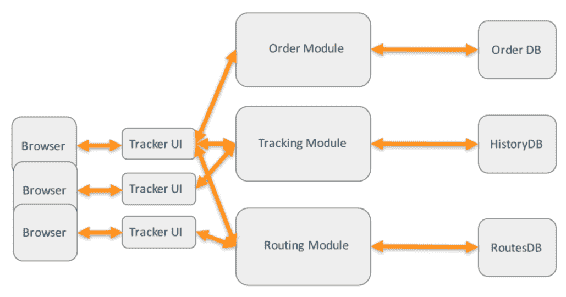 Order Module
Order DB
Browser
Tracker UI
Tracking Module
HistoryDB
Browser
Tracker UI
Browser
Tracker UI
Routing Module
RoutesDB